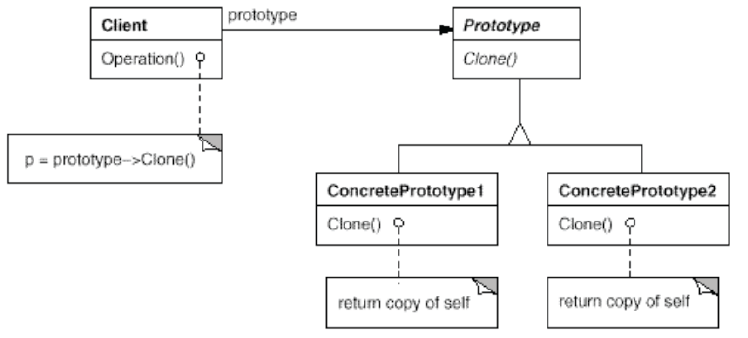 Client
Operation()
prototype
Prototype
Clone()
p = prototype->Clone()
ConcretePrototype1
Clone()
return copy of self
ConcretePrototype2
Clone()
return copy of self